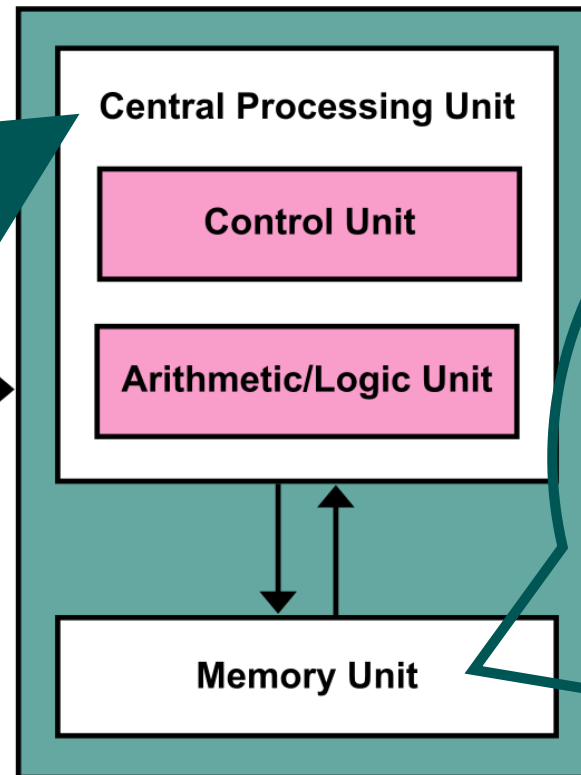 Central Processing Unit
Control Unit
Arithmetic/Logic Unit
Memory Unit